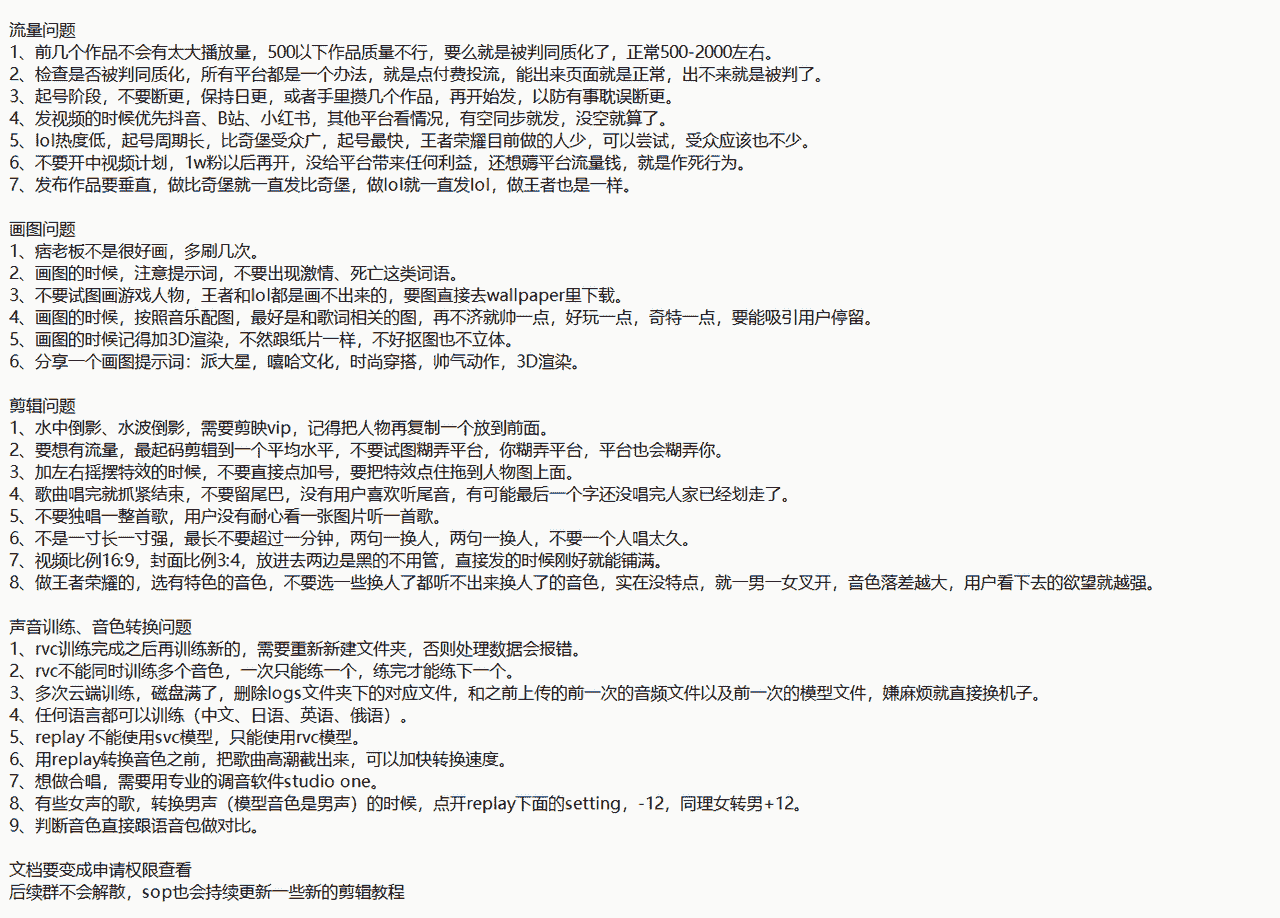 流量问题
1、前几个作品不会有太大播放量，500以下作品质量不行，要么就是被判同质化了，正常500-2000左右。
2、检查是否被判同质化，所有平台都是一个办法，就是点付费投流，能出来页面就是正常，出不来就是被判了。
3、起号阶段，不要断更，保持日更，或者手里攒几个作品，再开始发，以防有事耽误断更。
4、发视频的时候优先抖音、B站、小红书，其他平台看情况，有空同步就发，没空就算了。
5、lol热度低，起号周期长，比奇堡受众广，起号最快，王者荣耀目前做的人少，可以尝试，受众应该也不少。
6、不要开中视频计划，1w粉以后再开，没给平台带来任何利益，还想薅平台流量钱，就是作死行为。
7、发布作品要垂直，做比奇堡就一直发比奇堡，做lol就一直发lol，做王者也是一样。
画图问题
1、痞老板不是很好画，多刷几次。
2、画图的时候，注意提示词，不要出现激情、死亡这类词语。
3、不要试图画游戏人物，王者和lol都是画不出来的，要图直接去wallpaper里下载。
4、画图的时候，按照音乐配图，最好是和歌词相关的图，再不济就帅一点，好玩一点，奇特一点，要能吸引用户停留。
5、画图的时候记得加3D渲染，不然跟纸片一样，不好抠图也不立体。
6、分享一个画图提示词：派大星，嘻哈文化，时尚穿搭，帅气动作，3D渲染。
剪辑问题
1、水中倒影、水波倒影，需要剪映vip，记得把人物再复制一个放到前面。
2、要想有流量，最起码剪辑到一个平均水平，不要试图糊弄平台，你糊弄平台，平台也会糊弄你。
3、加左右摇摆特效的时候，不要直接点加号，要把特效点住拖到人物图上面。
4、歌曲唱完就抓紧结束，不要留尾巴，没有用户喜欢听尾音，有可能最后一个字还没唱完人家已经划走了。
5、不要独唱一整首歌，用户没有耐心看一张图片听一首歌。
6、不是一寸长一寸强，最长不要超过一分钟，两句一换人，两句一换人，不要一个人唱太久。
7、视频比例16:9，封面比例3:4，放进去两边是黑的不用管，直接发的时候刚好就能铺满。
8、做王者荣耀的，选有特色的音色，不要选一些换人了都听不出来换人了的音色，实在没特点，就一男一女叉开，音色落差越大，用户看下去的欲望就越强。
声音训练、音色转换问题
1、rvc训练完成之后再训练新的，需要重新新建文件夹，否则处理数据会报错。
2、rvc不能同时训练多个音色，一次只能练一个，练完才能练下一个。
3、多次云端训练，磁盘满了，删除logs文件夹下的对应文件，和之前上传的前一次的音频文件以及前一次的模型文件，嫌麻烦就直接换机子。
4、任何语言都可以训练（中文、日语、英语、俄语）。
5、replay 不能使用svc模型，只能使用rvc模型。
6、用replay转换音色之前，把歌曲高潮截出来，可以加快转换速度。
7、想做合唱，需要用专业的调音软件studio one。
8、有些女声的歌，转换男声（模型音色是男声）的时候，点开replay下面的setting，-12，同理女转男+12。
9、判断音色直接跟语音包做对比。
文档要变成申请权限查看
后续群不会解散，sop也会持续更新一些新的剪辑教程